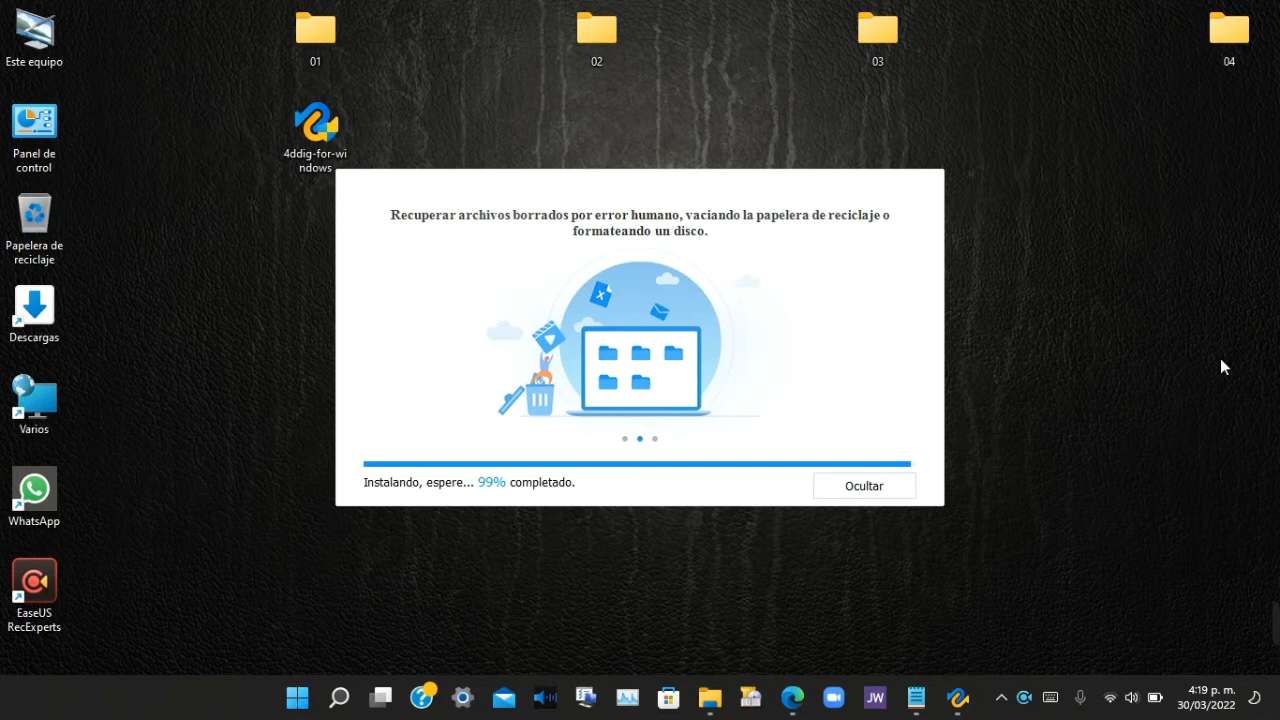 Este equipo
01
02
03
04
Panel de
control
4ddig-for-wi
ndows
Papelera de
reciclaje
Descargas
Varios
WhatsApp
EaseUS
RecExperts
Recuperar archivos borrados por error humano, vaciando la papelera de reciclaje o
formateando un disco.
Instalando, espere... 99% completado.
Ocultar
JW
4:19 p. m.
30/03/2022